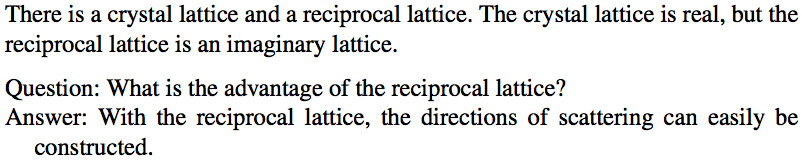 There is a crystal lattice and a reciprocal lattice. The crystal lattice is real, but the
reciprocal lattice is an imaginary lattice.
Question: What is the advantage of the reciprocal lattice?
Answer: With the reciprocal lattice, the directions of scattering can easily be
constructed.